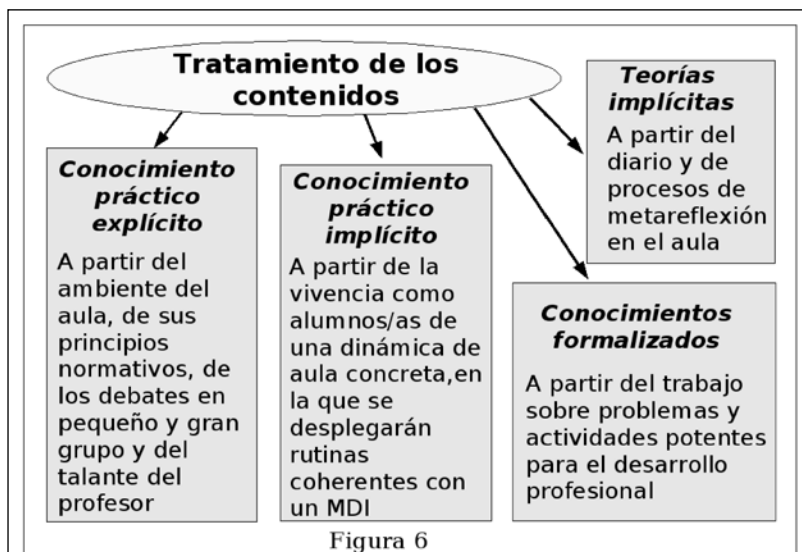 Tratamiento de los
contenidos
Conocimiento
práctico
explícito
A partir del
ambiente del
aula, de sus
principios
normativos, de
los debates en
pequeño y gran
grupo y del
talante del
profesor
Conocimiento
práctico
implícito
A partir de la
vivencia como
alumnos/as de
una dinámica de
aula concreta,en
la que se
desplegarán
rutinas
coherentes con
un MDI
Teorías
implícitas
A partir del
diario y de
procesos de
metareflexión
en el aula
Conocimientos
formalizados
A partir del trabajo
sobre problemas y
actividades potentes
para el desarrollo
profesional
Figura 6